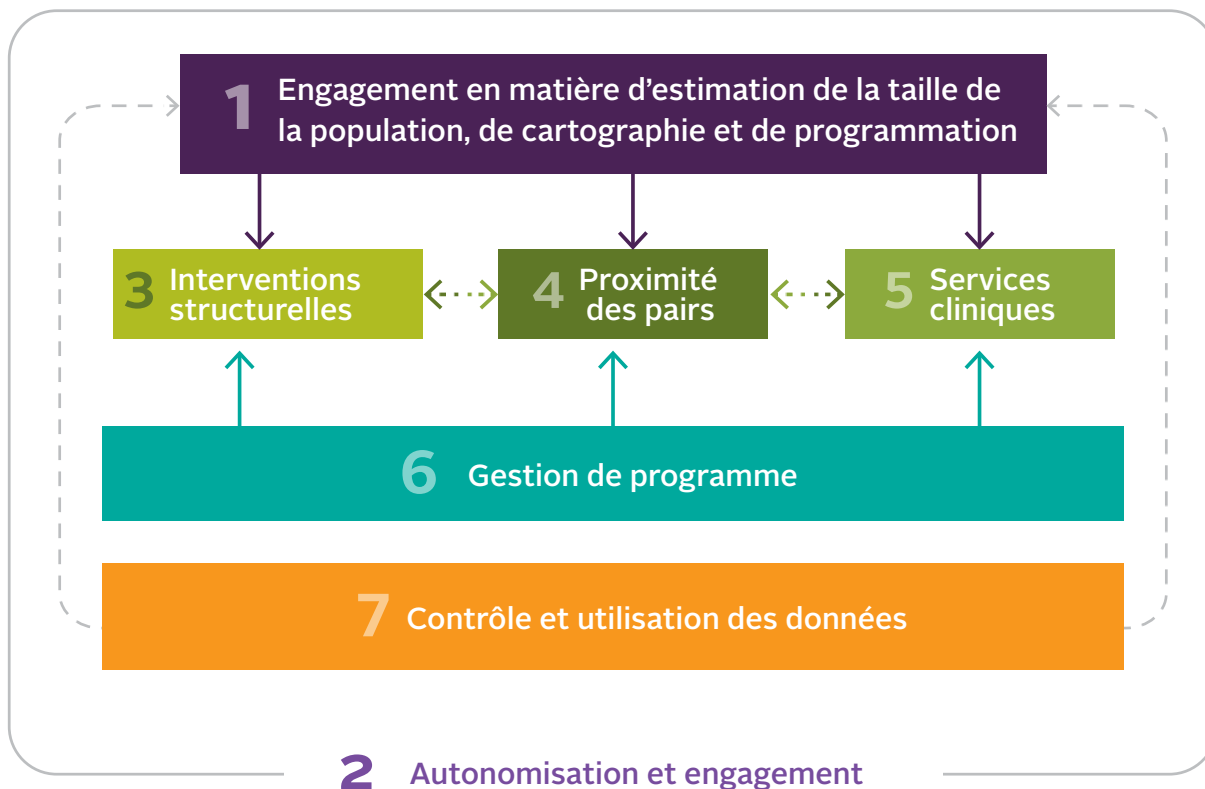 1 Engagement en matière d’estimation de la taille de
la population, de cartographie et de programmation
3 Interventions
structurelles
4 Proximité
des pairs
5 Services
cliniques
6 Gestion de programme
7 Contrôle et utilisation des données
2 Autonomisation et engagement